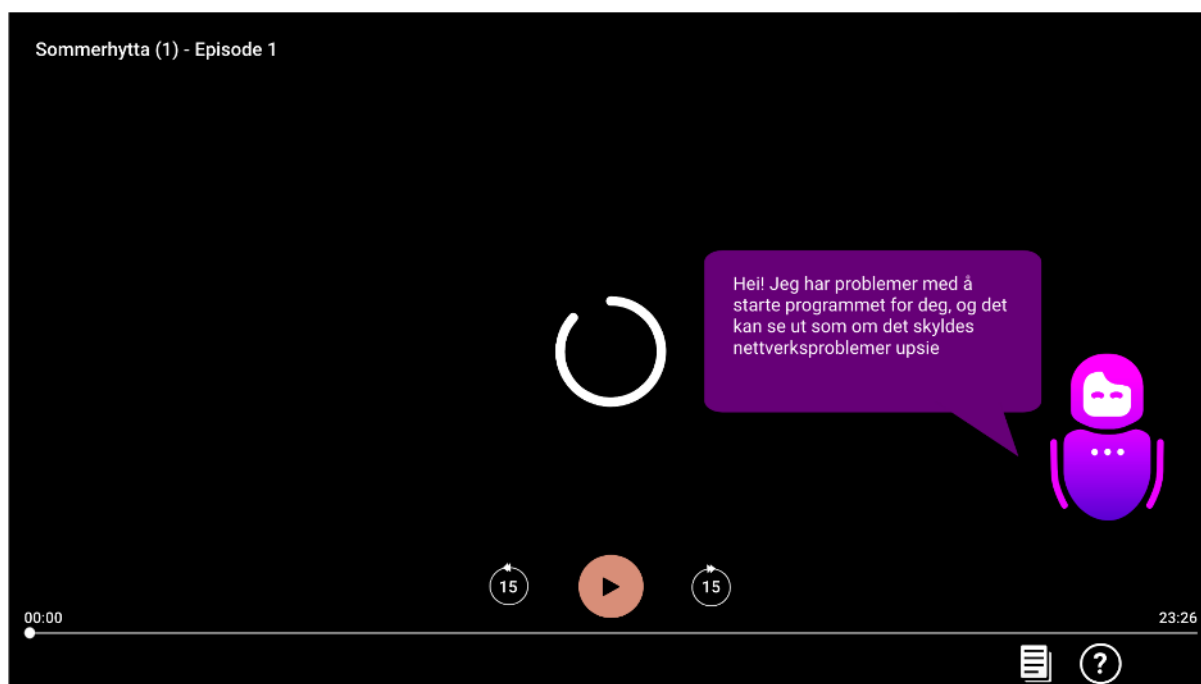 Sommerhytta (1) - Episode 1
Hei! Jeg har problemer med å
starte programmet for deg, og det
kan se ut som om det skyldes
nettverksproblemer upsie
15
15
00:00
23:26
?